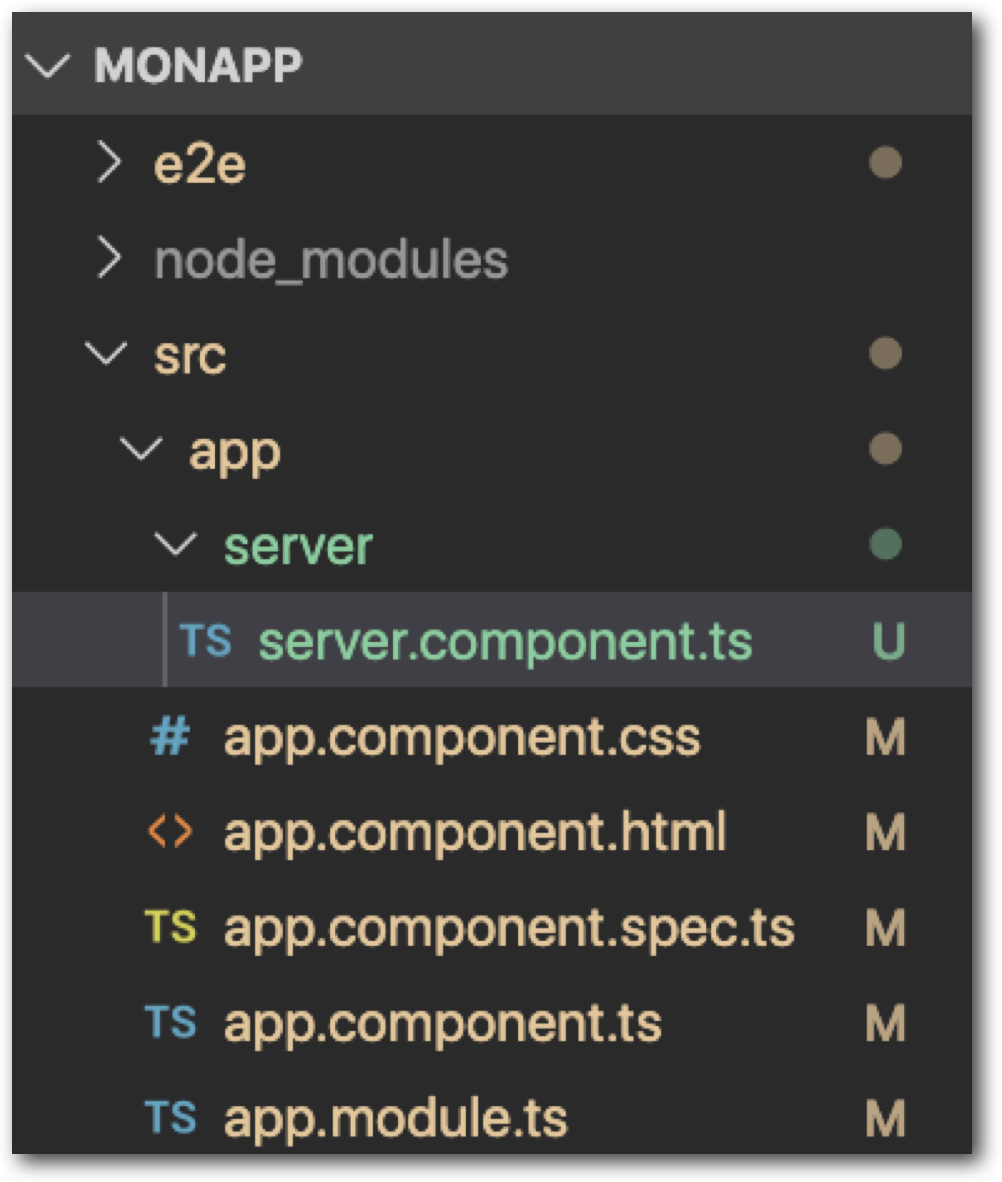 MONAPP
e2e
node_modules
src
app
server
TS server.component.ts U
# app.component.css M
<> app.component.html M
TS app.component.spec.ts M
TS app.component.ts M
TS app.module.ts M